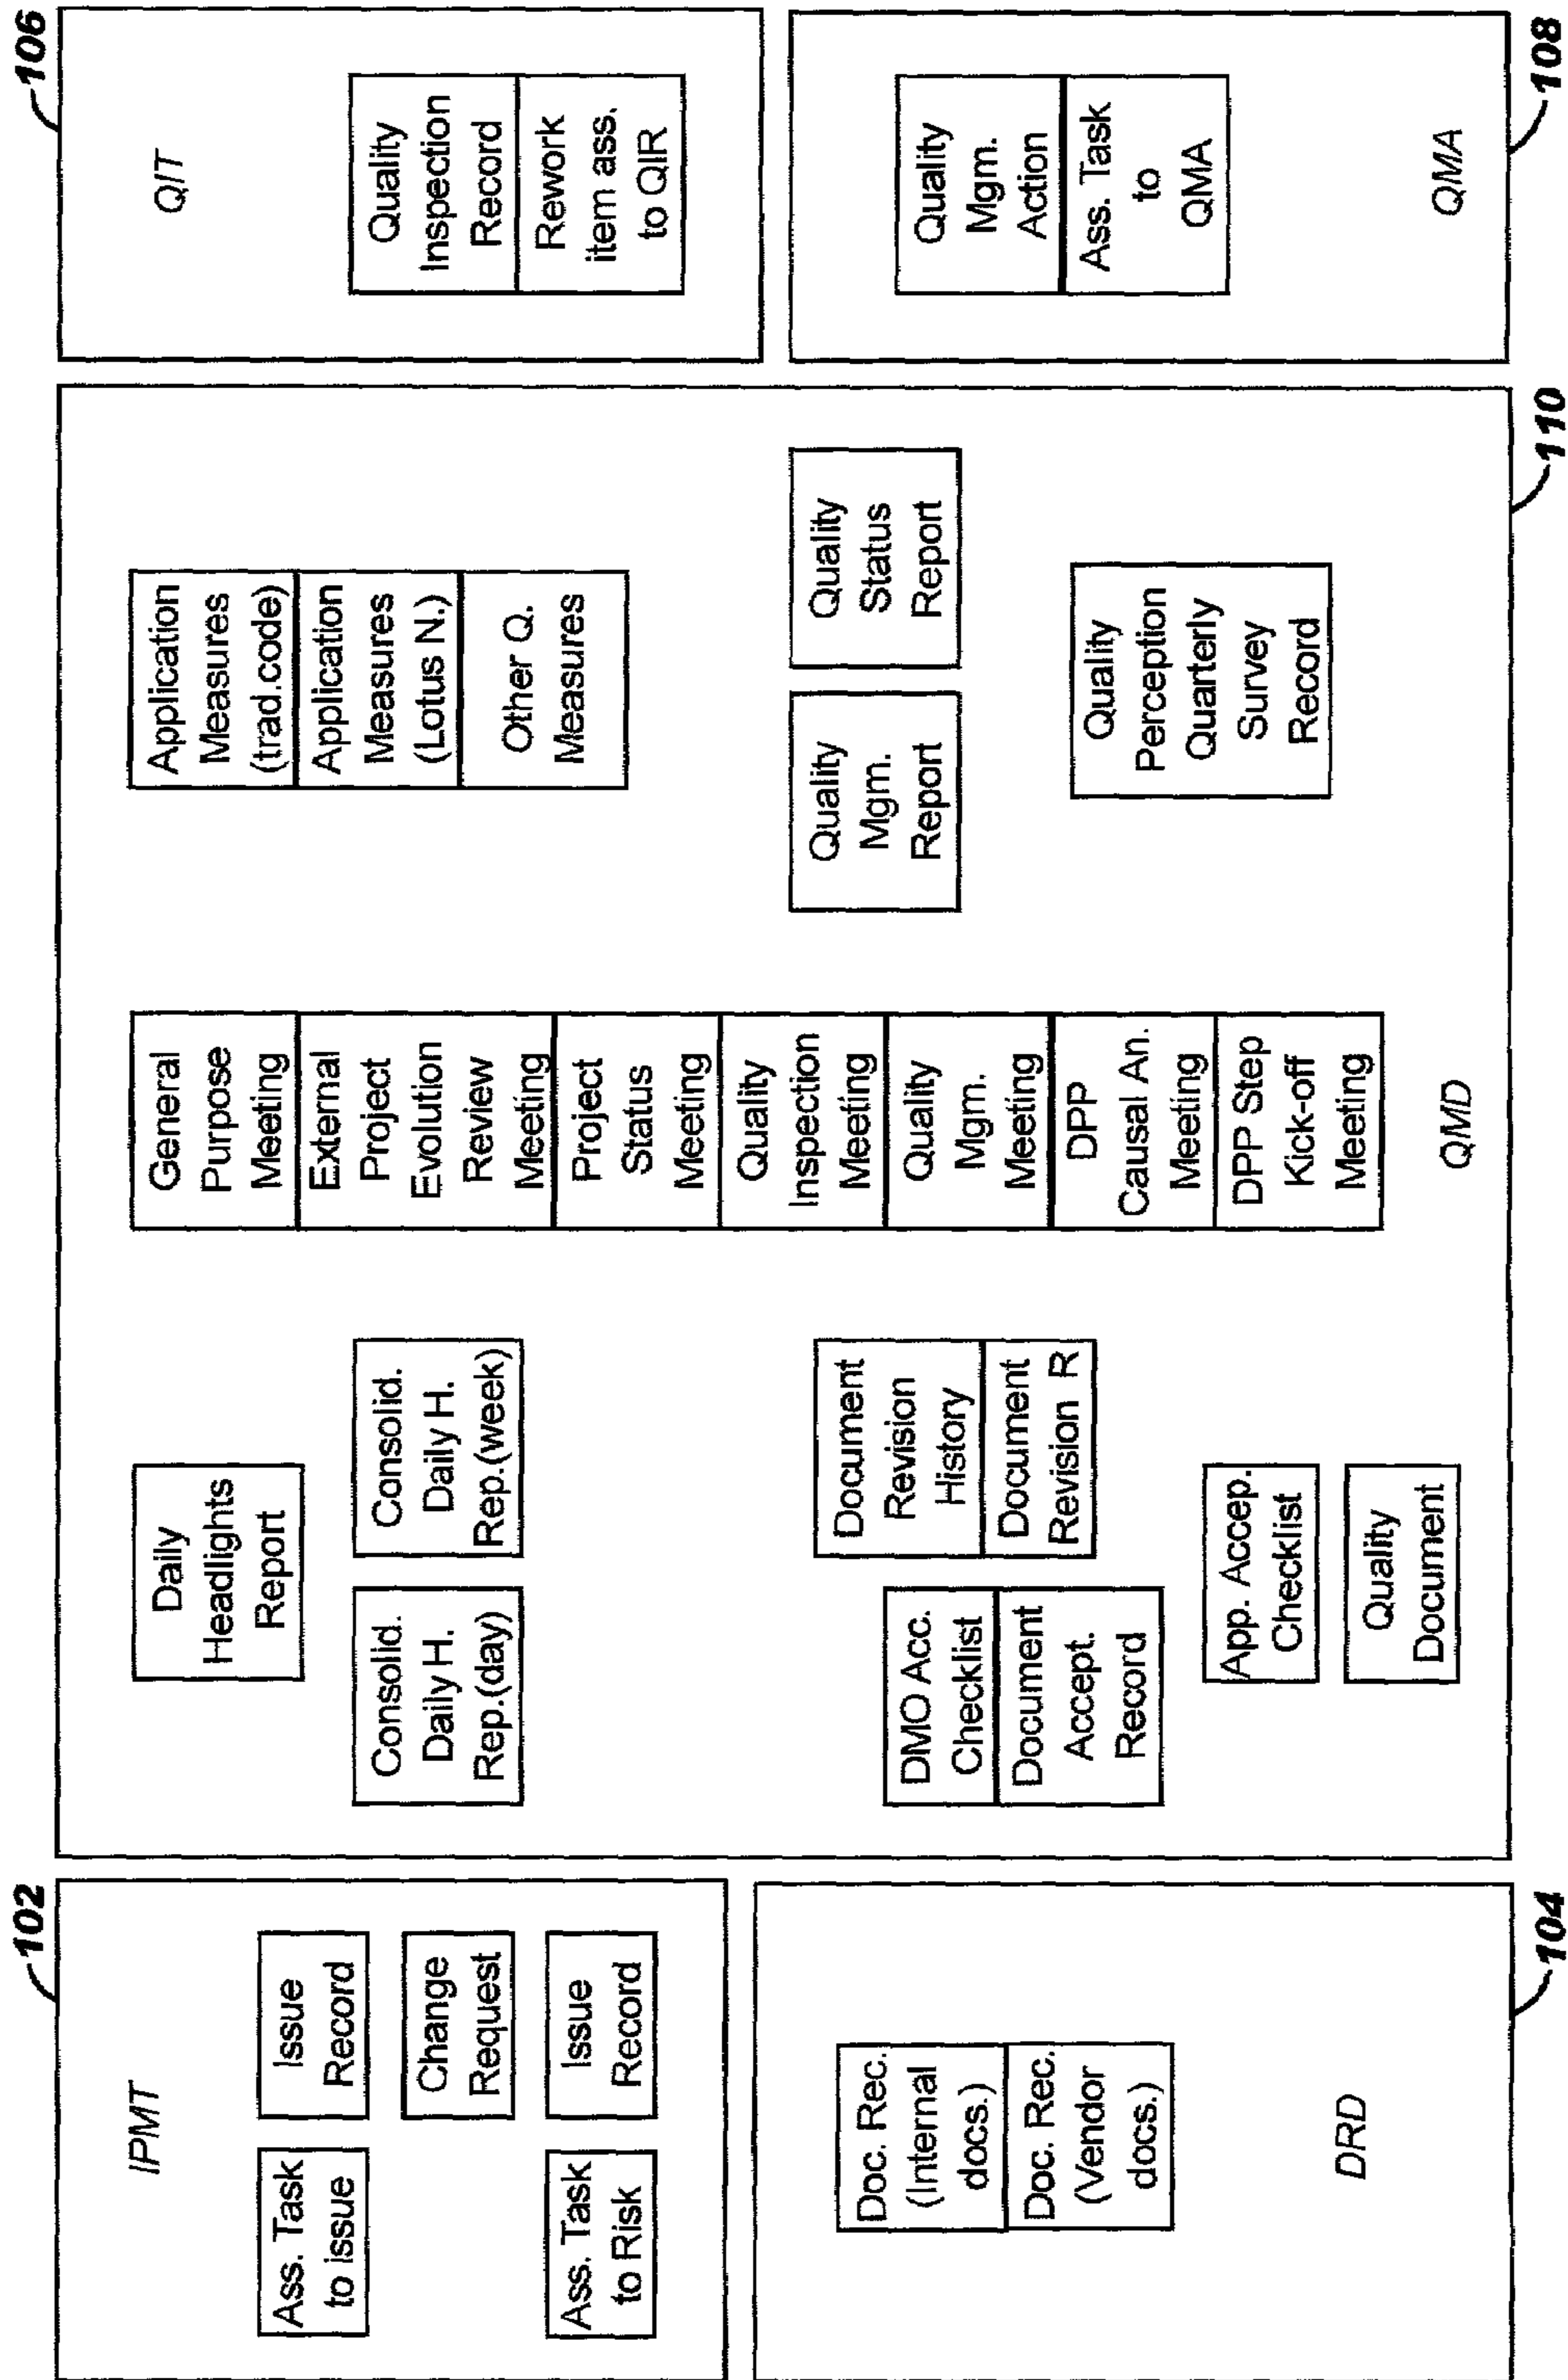 102
IPMT
Ass. Task
to issue
Issue
Record
Change
Request
Ass. Task
to Risk
Issue
Record
Doc. Rec.
(Internal
docs.)
Doc. Rec.
(Vendor
docs.)
DRD
104
Daily
Headlights
Report
Consolid.
Daily H.
Rep.(day)
Consolid.
Daily H.
Rep.(week)
DMO Acc.
Checklist
Document
Accept.
Record
Document
Revision
History
Document
Revision R
App. Accep.
Checklist
Quality
Document
General
Purpose
Meeting
External
Project
Evolution
Review
Meeting
Project
Status
Meeting
Quality
Inspection
Meeting
Quality
Mgm.
Meeting
DPP
Causal An.
Meeting
DPP Step
Kick-off
Meeting
QMD
Application
Measures
(trad.code)
Application
Measures
(Lotus N.)
Other Q.
Measures
Quality
Mgm.
Report
Quality
Status
Report
Quality
Perception
Quarterly
Survey
Record
110
106
QIT
Quality
Inspection
Record
Rework
item ass.
to QIR
Quality
Mgm.
Action
Ass. Task
to
QMA
QMA
108